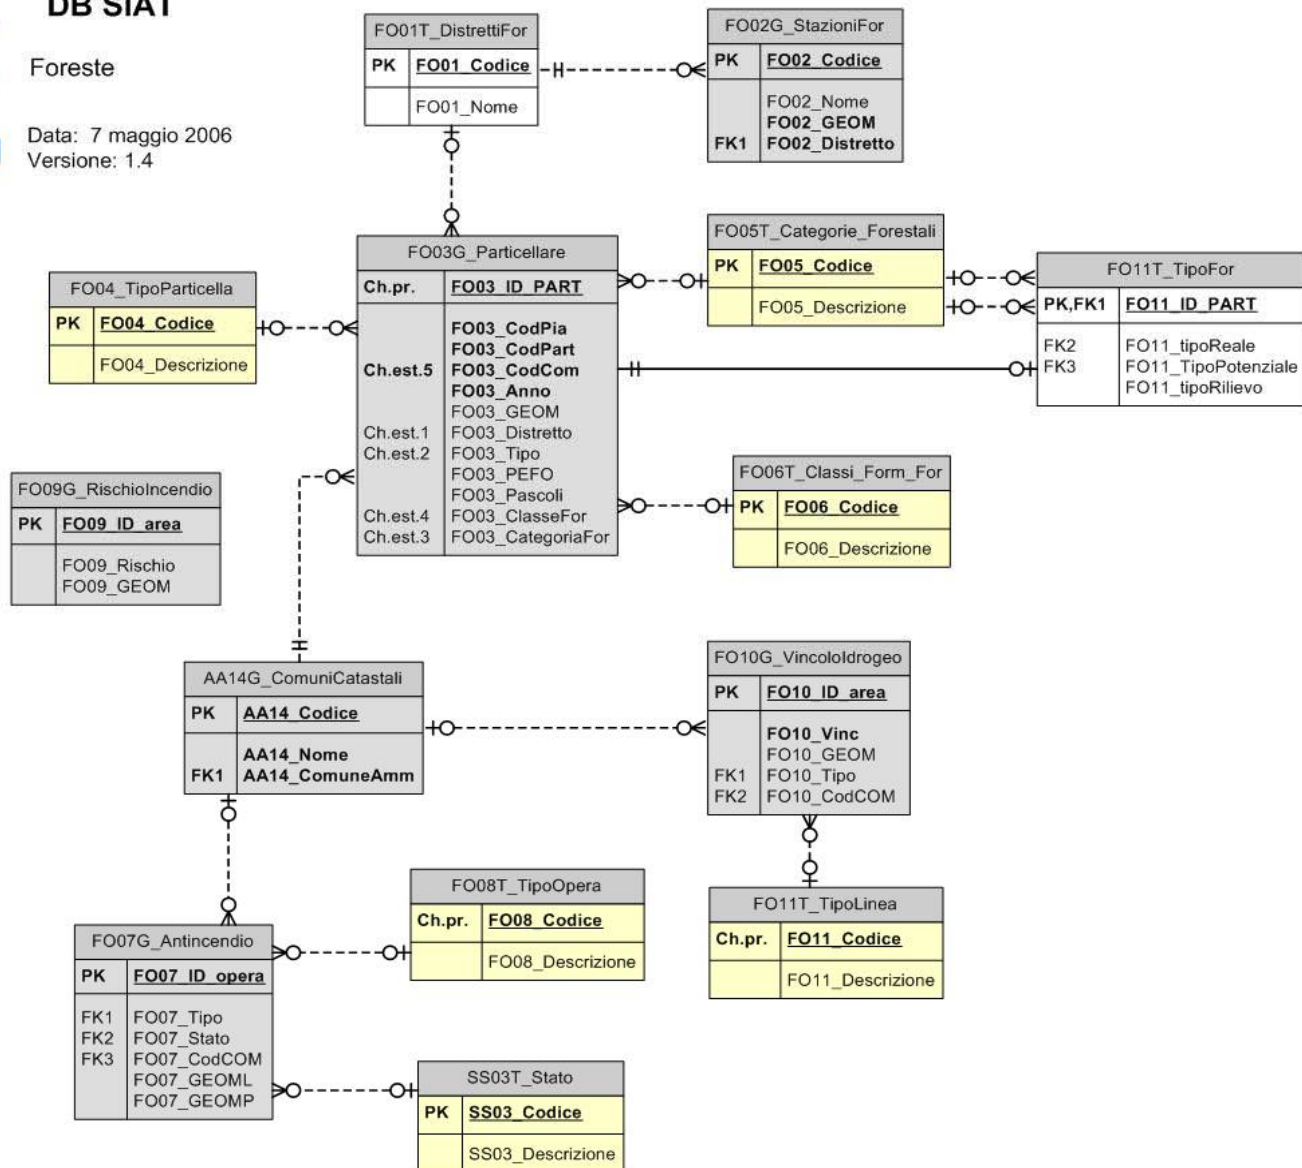 DB SIAT
Foreste
Data: 7 maggio 2006
Versione: 1.4
FO01T_DistrettiFor
PK FO01_Codice
FO01_Nome
FO02G_StazioniFor
PK FO02_Codice
FO02_Nome
FO02_GEOM
FK1 FO02_Distretto
FO03G_Particellare
Ch.pr. FO03_ID_PART
FO03_CodPia
FO03_CodPart
Ch.est.5 FO03_CodCom
FO03_Anno
FO03_GEOM
Ch.est.1 FO03_Distretto
Ch.est.2 FO03_Tipo
FO03_PEFO
FO03_Pascoli
Ch.est.4 FO03_ClasseFor
Ch.est.3 FO03_CategoriaFor
FO05T_Categorie_Forestali
PK FO05_Codice
FO05_Descrizione
FO11T_TipoFor
PK,FK1 FO11_ID_PART
FK2 FO11_tipoReale
FK3 FO11_TipoPotenziale
FO11_tipoRilievo
FO04_TipoParticella
PK FO04_Codice
FO04_Descrizione
FO09G_RischioIncendio
PK FO09_ID_area
FO09_Rischio
FO09_GEOM
FO06T_Classi_Form_For
PK FO06_Codice
FO06_Descrizione
AA14G_ComuniCatastali
PK AA14_Codice
AA14_Nome
FK1 AA14_ComuneAmm
FO10G_VincoloIdrogeo
PK FO10_ID_area
FO10_Vinc
FO10_GEOM
FK1 FO10_Tipo
FK2 FO10_CodCOM
FO08T_TipoOpera
Ch.pr. FO08_Codice
FO08_Descrizione
FO11T_TipoLinea
Ch.pr. FO11_Codice
FO11_Descrizione
FO07G_Antincendio
PK FO07_ID_opera
FK1 FO07_Tipo
FK2 FO07_Stato
FK3 FO07_CodCOM
FO07_GEOML
FO07_GEOMP
SS03T_Stato
PK SS03_Codice
SS03_Descrizione